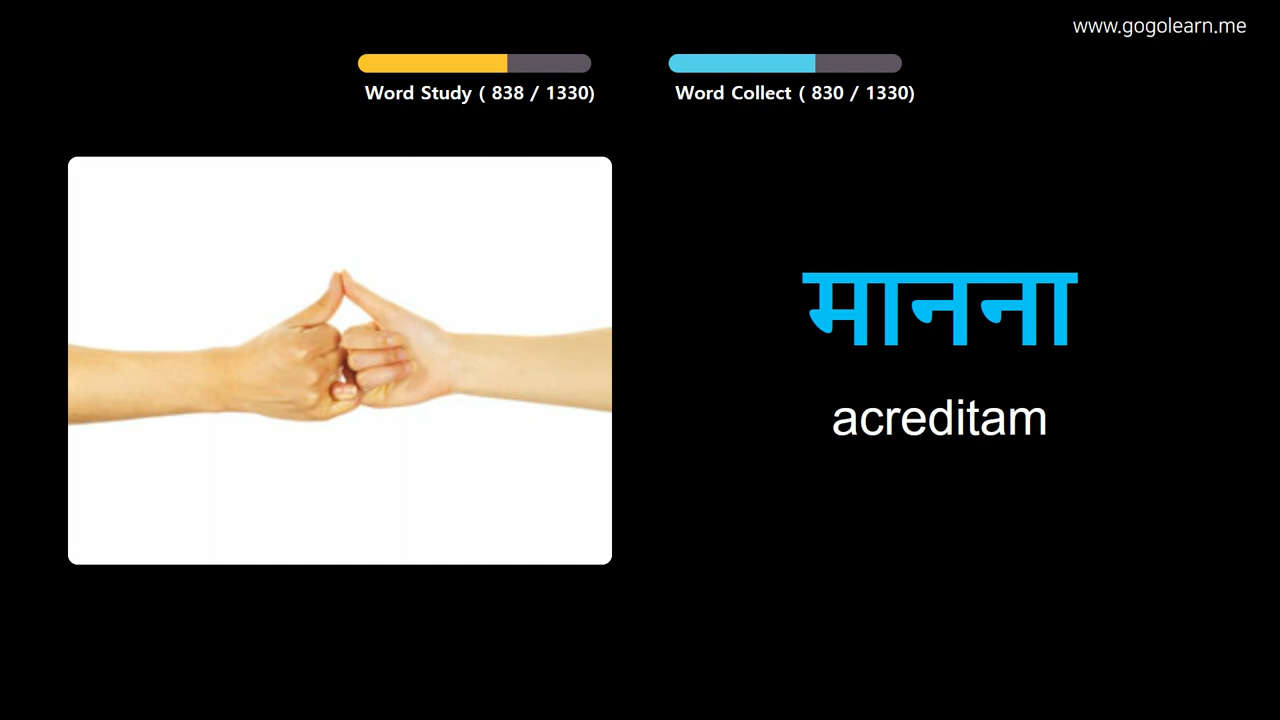 www.gogolearn.me
Word Study ( 838 / 1330)
Word Collect ( 830 / 1330)
मानना
acreditam